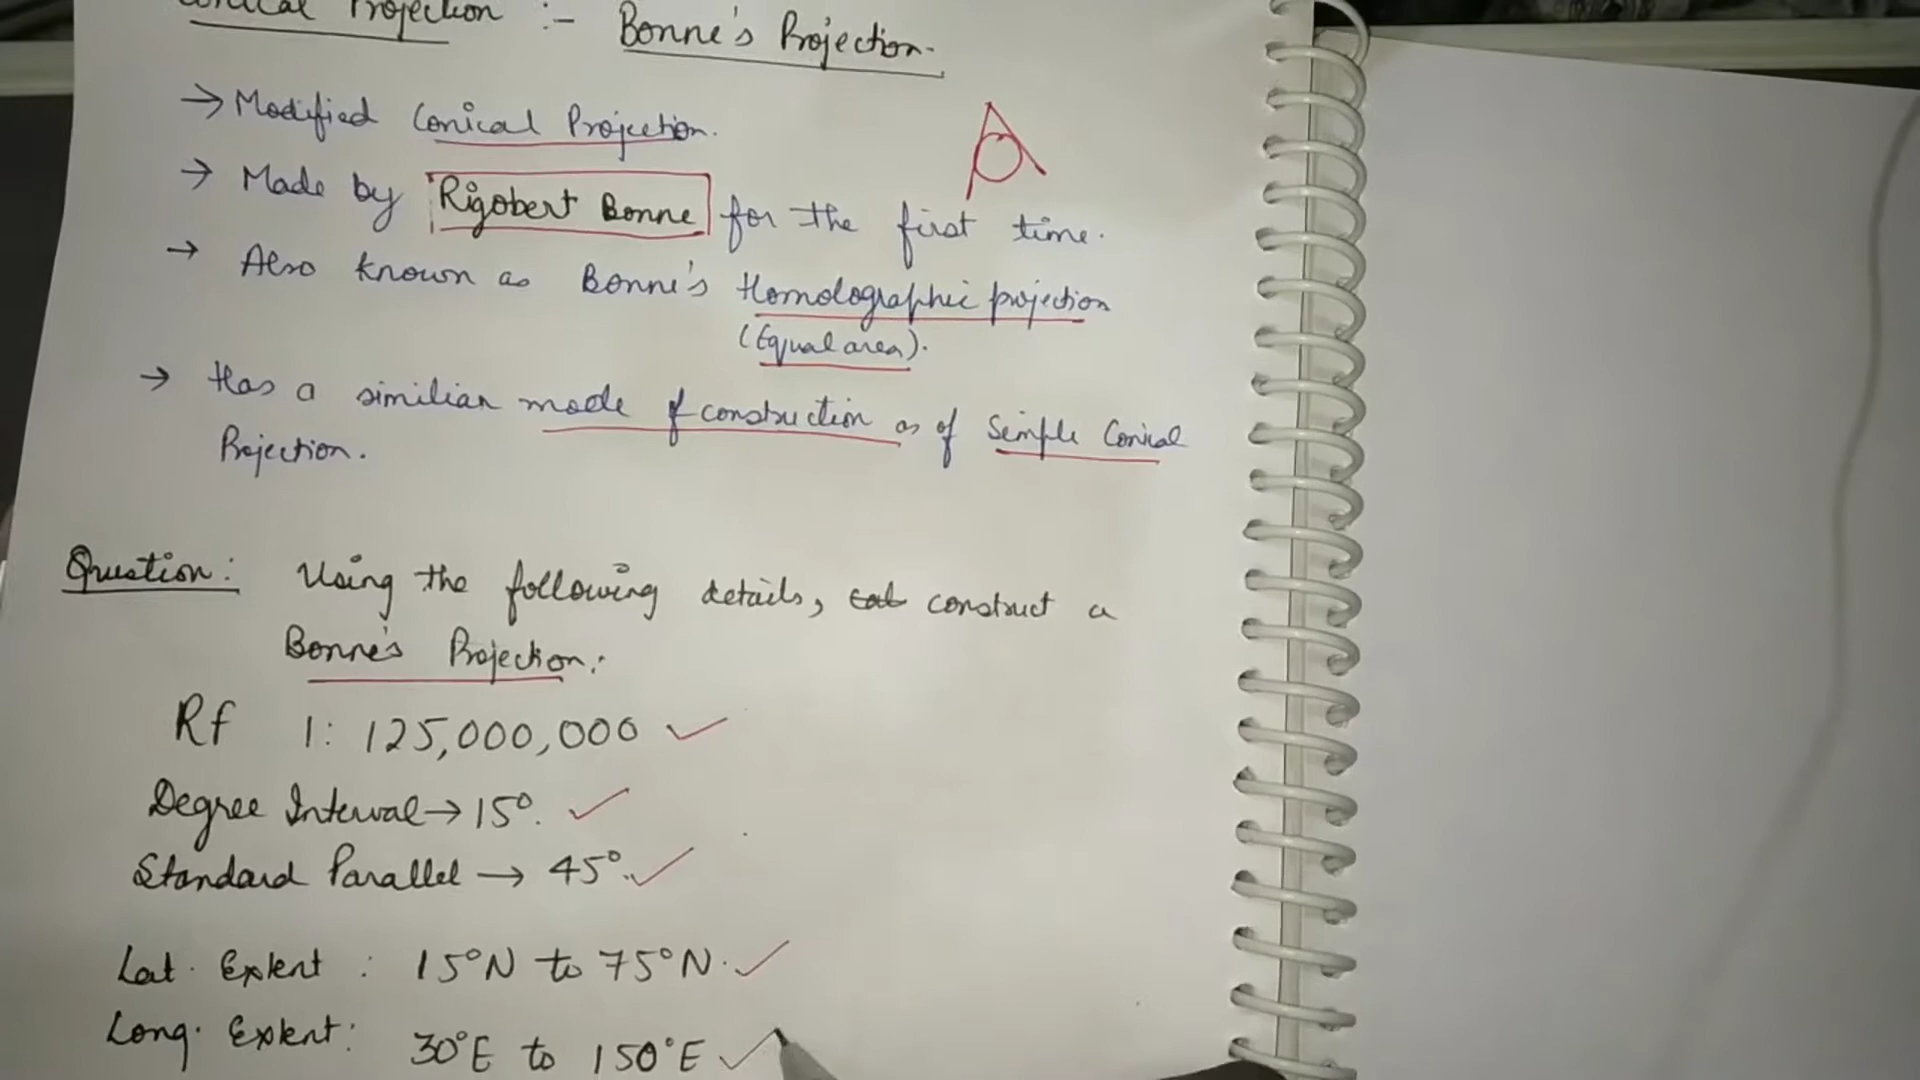 Conical Projection :- Bonne's Projection.
→ Modified Conical Projection.
→ Made by Rigobert Bonne for the first time.
→ Also known as Bonne's Homolographic projection
(Equal area).
→ Has a similiar mode of construction as of Simple Conical
Projection.
Question: Using the following details, construct a
Bonne's Projection:
Rf 1: 125,000,000 ✓
Degree Interval → 15°. ✓
Standard Parallel → 45°. ✓
Lat. Extent : 15°N to 75°N. ✓
Long. Extent: 30°E to 150°E ✓